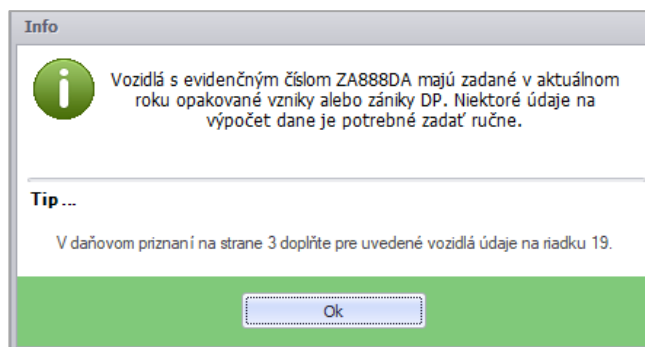 Info
Vozidlá s evidenčným číslom ZA888DA majú zadané v aktuálnom
roku opakované vzniky alebo zániky DP. Niektoré údaje na
výpočet dane je potrebné zadať ručne.
Tip ...
V daňovom priznaní na strane 3 doplňte pre uvedené vozidlá údaje na riadku 19.
Ok